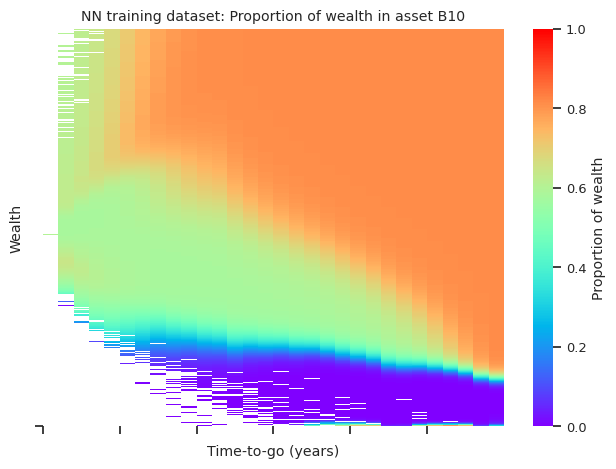 NN training dataset: Proportion of wealth in asset B10
Wealth
Time-to-go (years)
1.0
0.8
0.6
0.4
0.2
0.0
Proportion of wealth